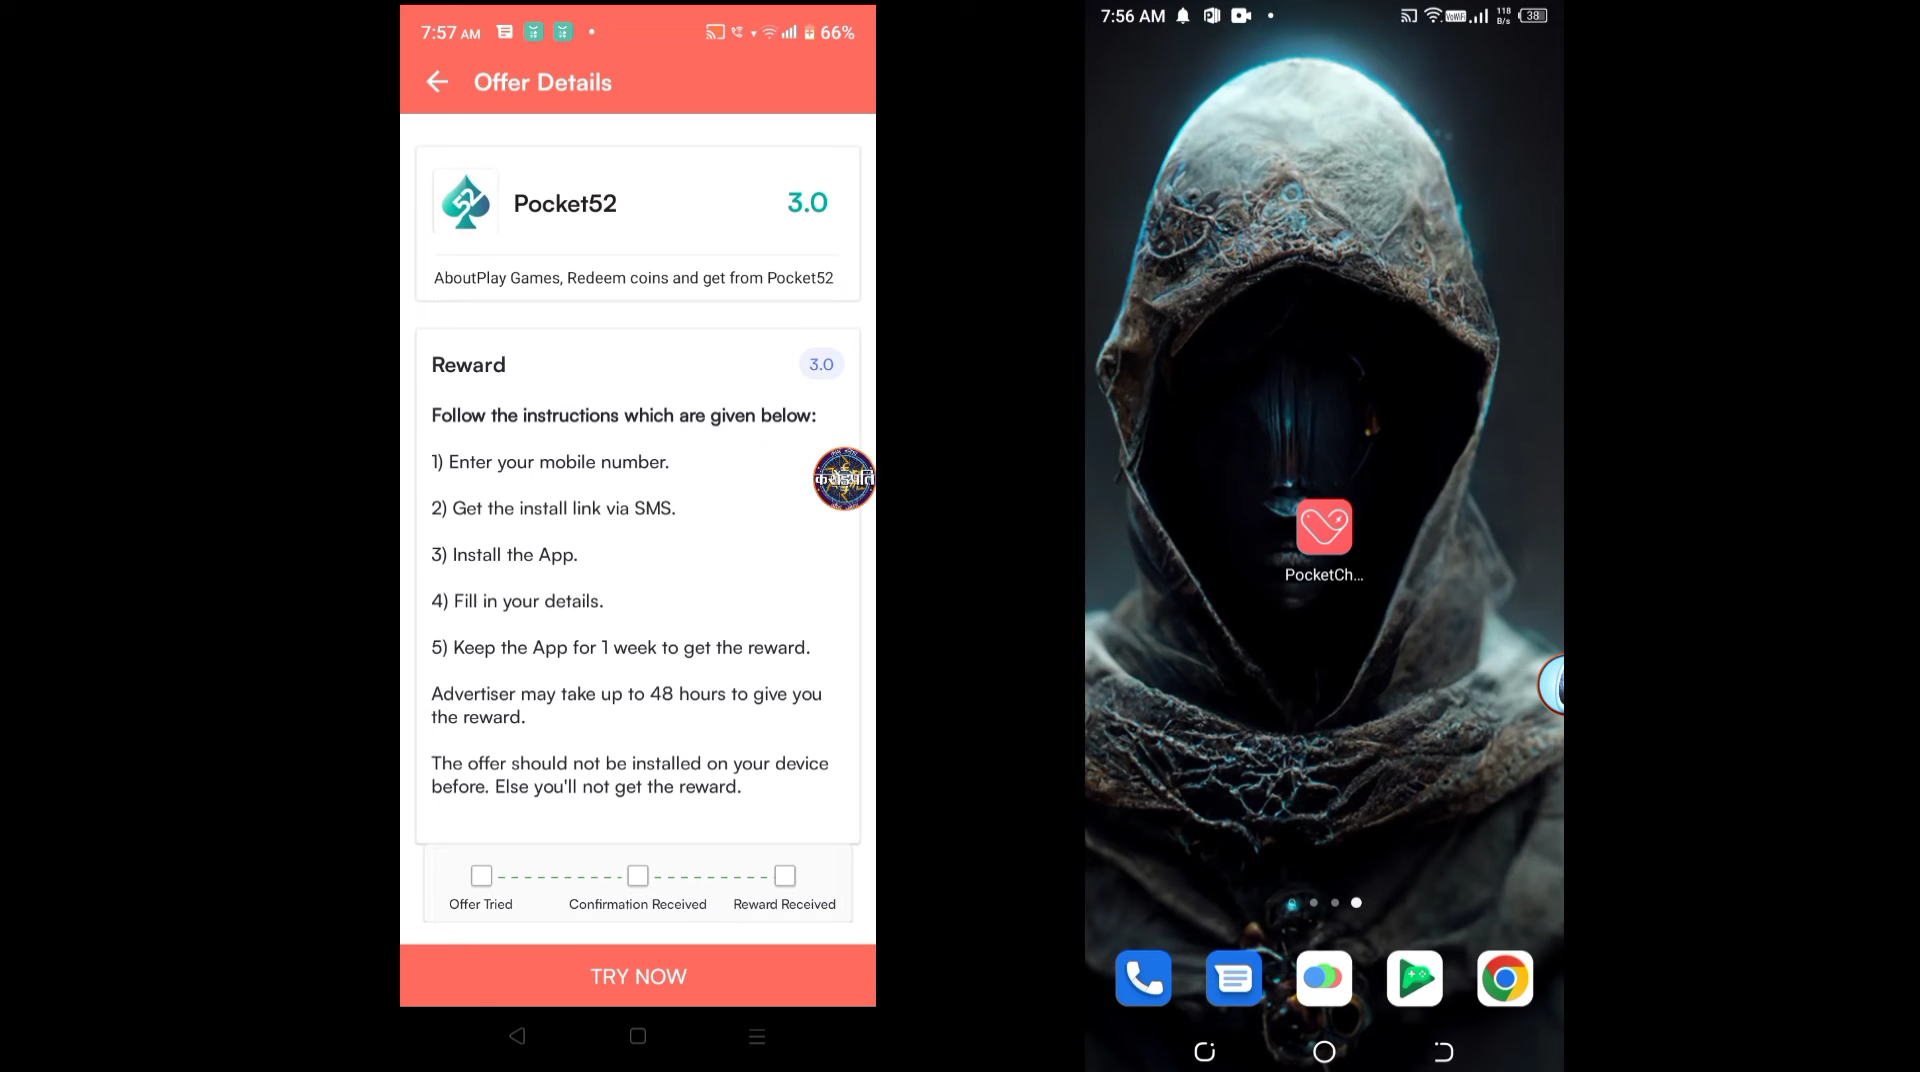 7:57 AM
66%
Offer Details
52
Pocket52
3.0
AboutPlay Games, Redeem coins and get from Pocket52
Reward
3.0
Follow the instructions which are given below:
1) Enter your mobile number.
करोड़पति
2) Get the install link via SMS.
3) Install the App.
4) Fill in your details.
5) Keep the App for 1 week to get the reward.
Advertiser may take up to 48 hours to give you
the reward.
The offer should not be installed on your device
before. Else you'll not get the reward.
Offer Tried
Confirmation Received
Reward Received
TRY NOW
7:56 AM
VoWiFi
118
B/s
38
PocketCh...